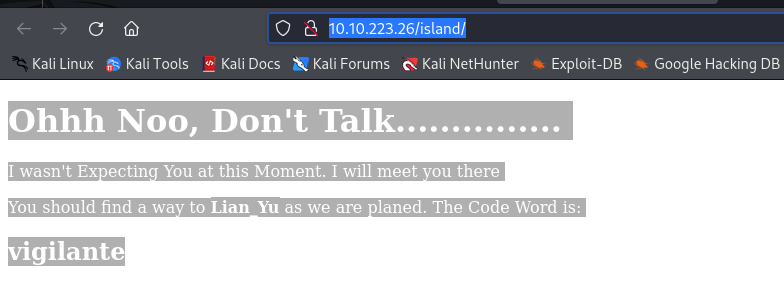 10.10.223.26/island/
Kali Linux Kali Tools Kali Docs Kali Forums Kali NetHunter Exploit-DB Google Hacking DB
Ohhh Noo, Don't Talk...............
I wasn't Expecting You at this Moment. I will meet you there
You should find a way to Lian_Yu as we are planed. The Code Word is:
vigilante